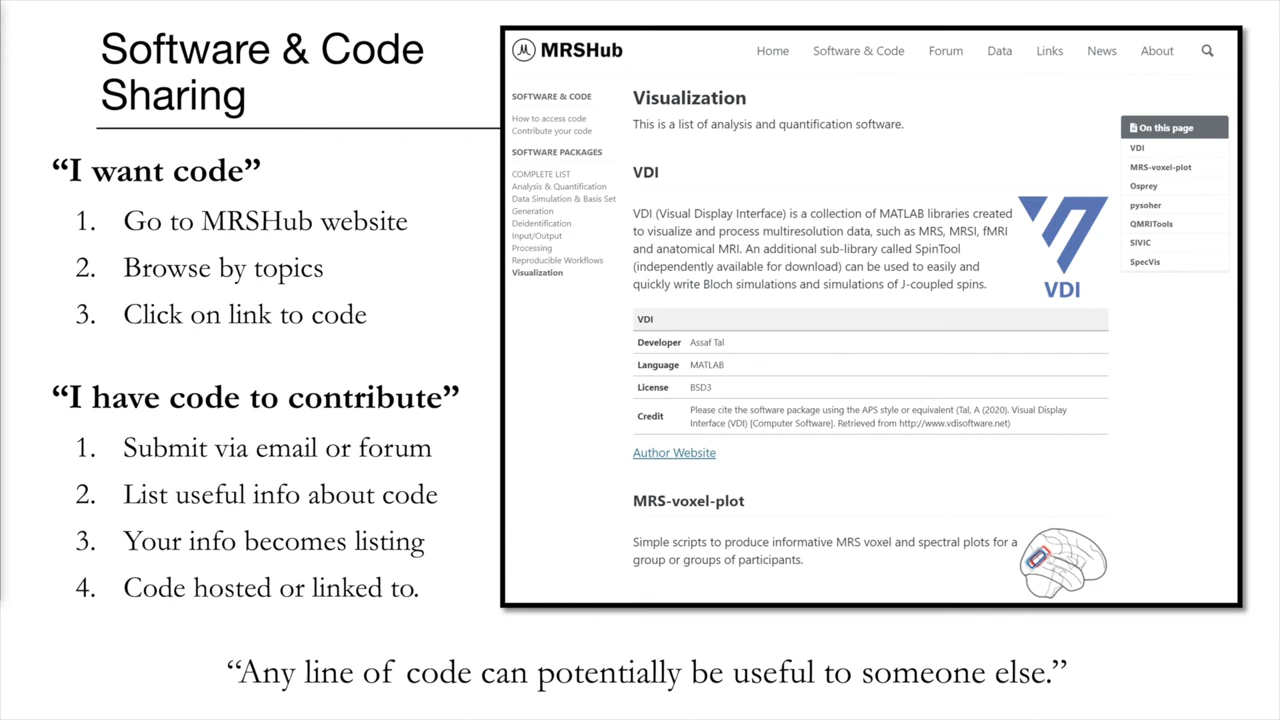 Software & Code
Sharing
“I want code”
1. Go to MRSHub website
2. Browse by topics
3. Click on link to code
“I have code to contribute”
1. Submit via email or forum
2. List useful info about code
3. Your info becomes listing
4. Code hosted or linked to.
MRSHub
Home Software & Code Forum Data Links News About
SOFTWARE & CODE
How to access code
Contribute your code
SOFTWARE PACKAGES
COMPLETE LIST
Analysis & Quantification
Data Simulation & Basis Set
Generation
Deidentification
Input/Output
Processing
Reproducible Workflows
Visualization
Visualization
This is a list of analysis and quantification software.
VDI
VDI (Visual Display Interface) is a collection of MATLAB libraries created
to visualize and process multiresolution data, such as MRS, MRSI, fMRI
and anatomical MRI. An additional sub-library called SpinTool
(independently available for download) can be used to easily and
quickly write Bloch simulations and simulations of J-coupled spins.
VDI
VDI
Developer Assaf Tal
Language MATLAB
License BSD3
Credit Please cite the software package using the APS style or equivalent (Tal, A (2020). Visual Display
Interface (VDI) [Computer Software]. Retrieved from http://www.vdisoftware.net)
Author Website
MRS-voxel-plot
Simple scripts to produce informative MRS voxel and spectral plots for a
group or groups of participants.
On this page
VDI
MRS-voxel-plot
Osprey
pysoher
QMRITools
SIVIC
SpecVis
“Any line of code can potentially be useful to someone else.”